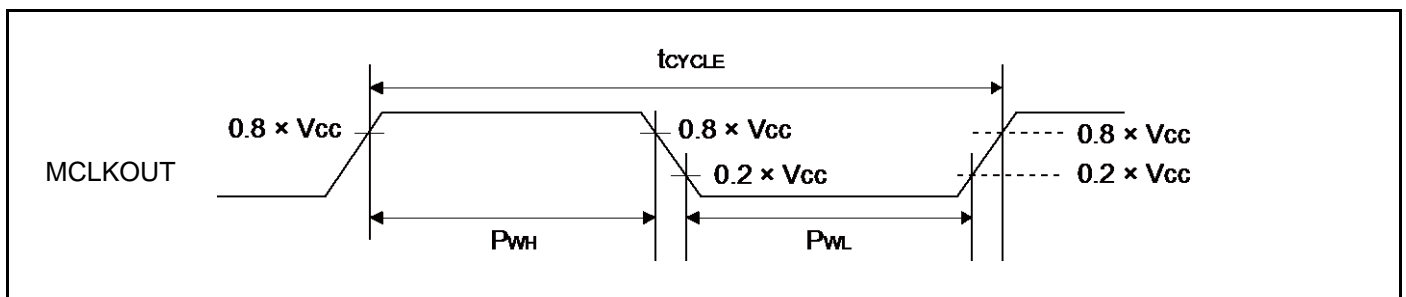 tCYCLE
0.8 × Vcc
0.8 × Vcc
0.8 × Vcc
MCLKOUT
0.2 × Vcc
0.2 × Vcc
PWH
PWL